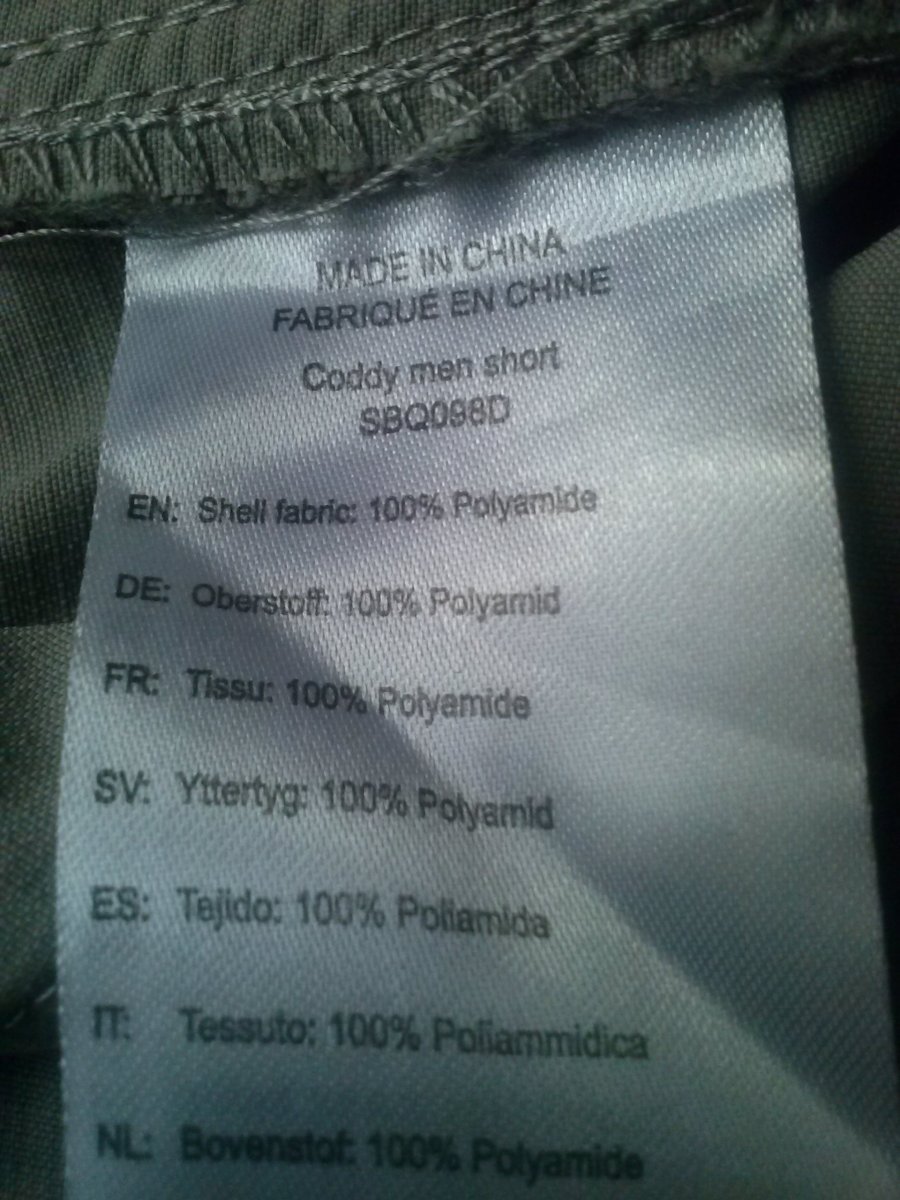 MADE IN CHINA
FABRIQUÉ EN CHINE
Coddy men short
SBQ098D
EN: Shell fabric: 100% Polyamide
DE: Oberstoff: 100% Polyamid
FR: Tissu: 100% Polyamide
SV: Yttertyg: 100% Polyamid
ES: Tejido: 100% Poliamida
IT: Tessuto: 100% Poliammidica
NL: Bovenstof: 100% Polyamide